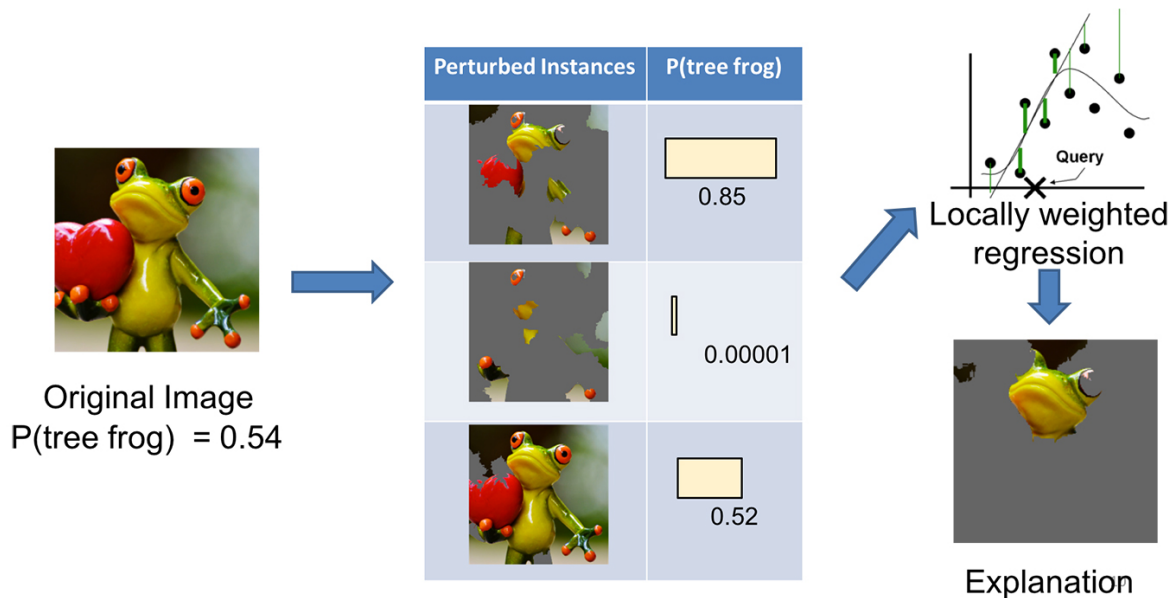 Original Image
P(tree frog) = 0.54
Perturbed Instances
P(tree frog)
0.85
0.00001
0.52
Query
Locally weighted
regression
Explanation